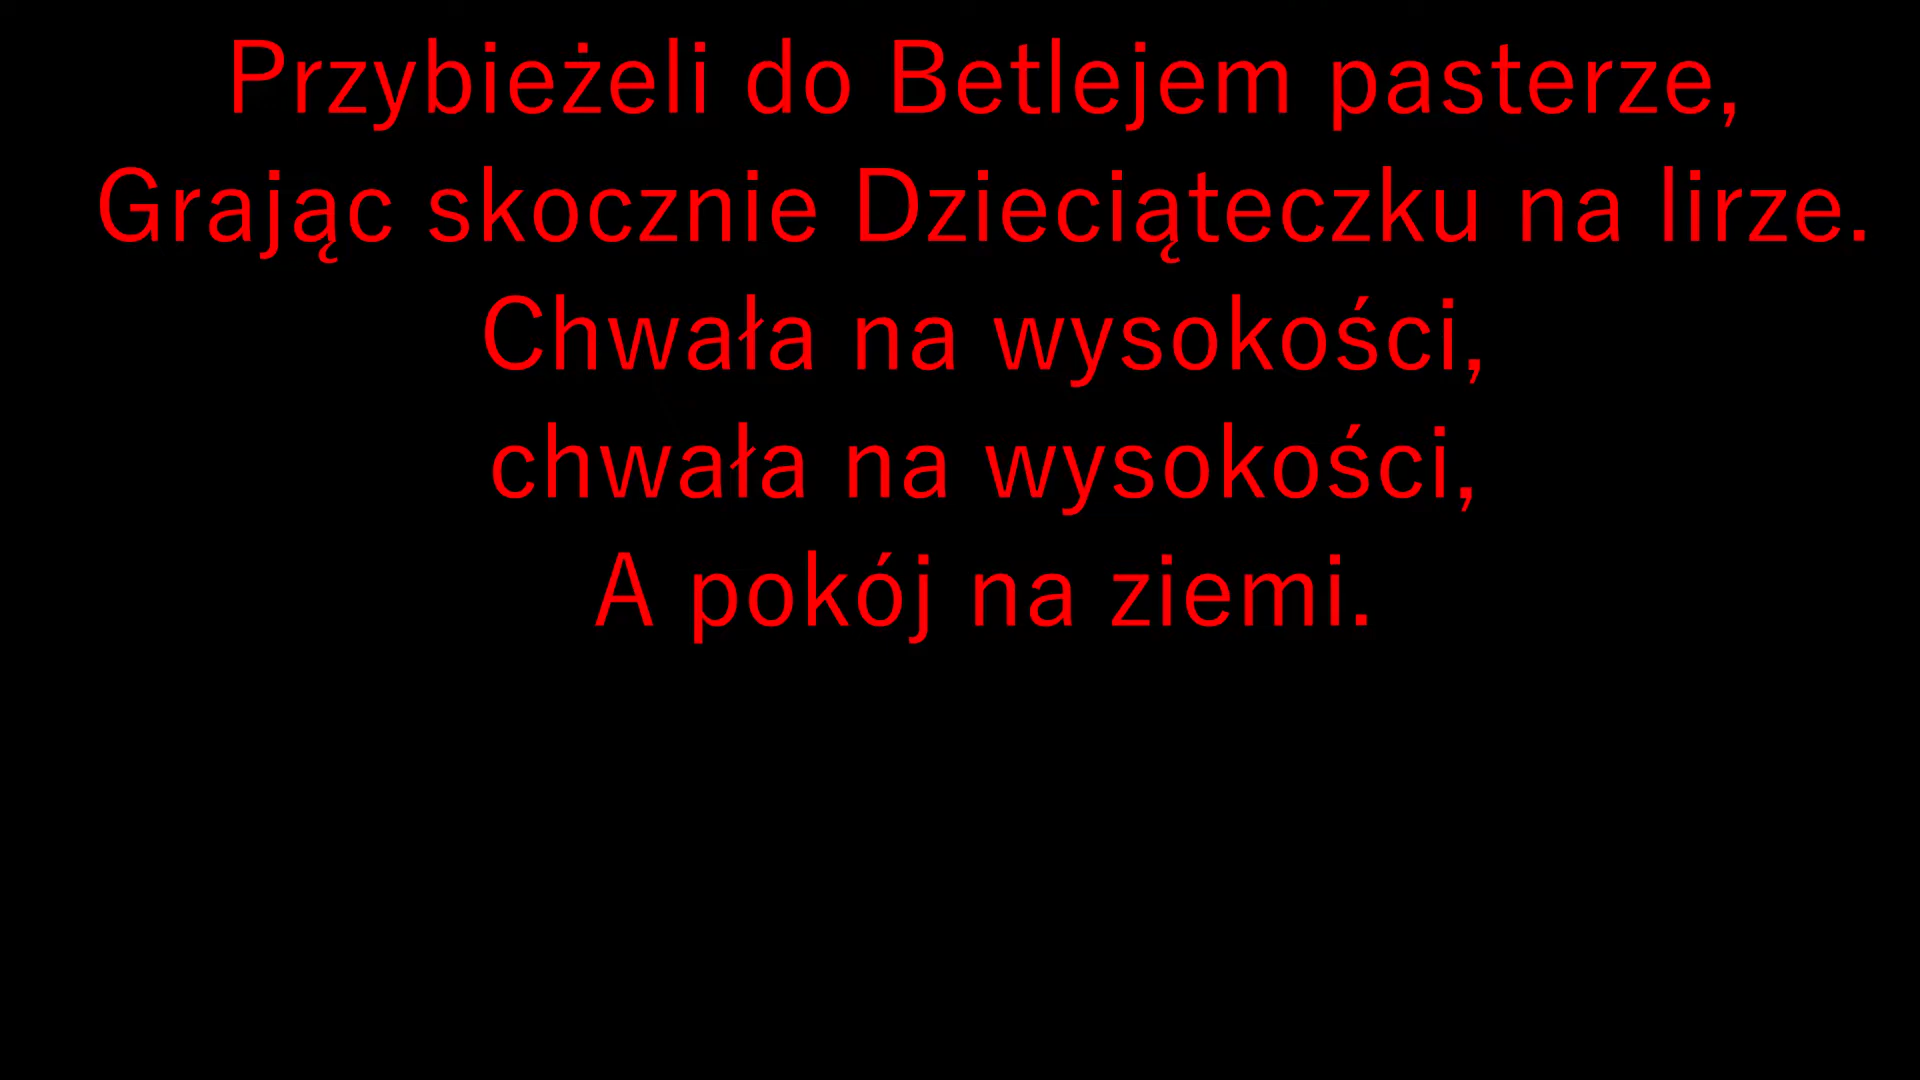 Przybieżeli do Betlejem pasterze,
Grając skocznie Dzieciąteczku na lirze.
Chwała na wysokości,
chwała na wysokości,
A pokój na ziemi.